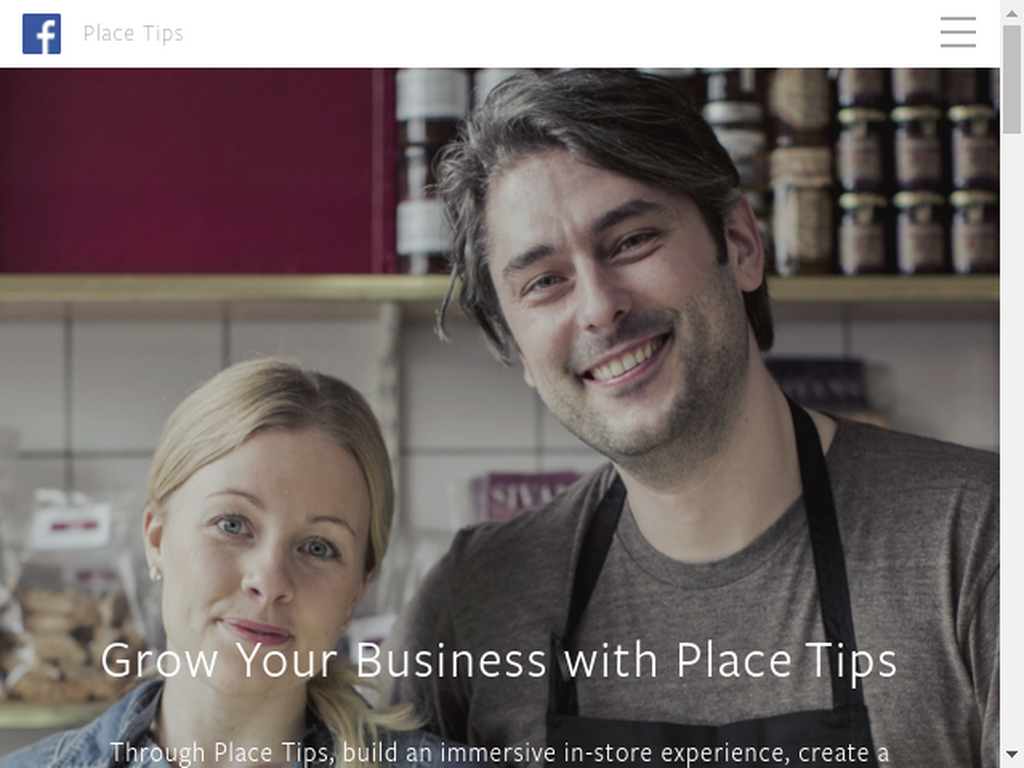 Place Tips
Grow Your Business with Place Tips
Through Place Tips, build an immersive in-store experience, create a